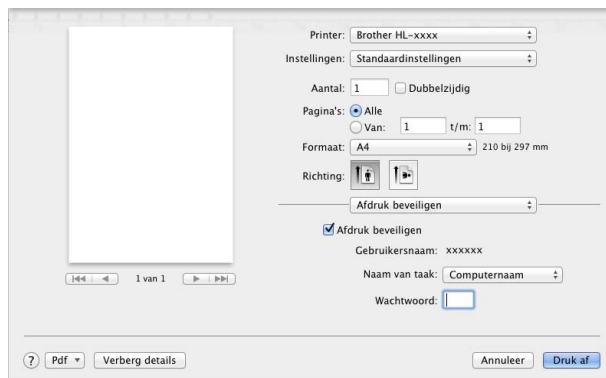 Printer: Brother HL-xxxx
Instellingen: Standaardinstellingen
Aantal: 1 Dubbelzijdig
Pagina's: Alle
Van: 1 t/m: 1
Formaat: A4 210 bij 297 mm
Richting:
Afdruk beveiligen
Afdruk beveiligen
Gebruikersnaam: xxxxxx
Naam van taak: Computernaam
Wachtwoord:
1 van 1
? Pdf Verberg details Annuleer Druk af